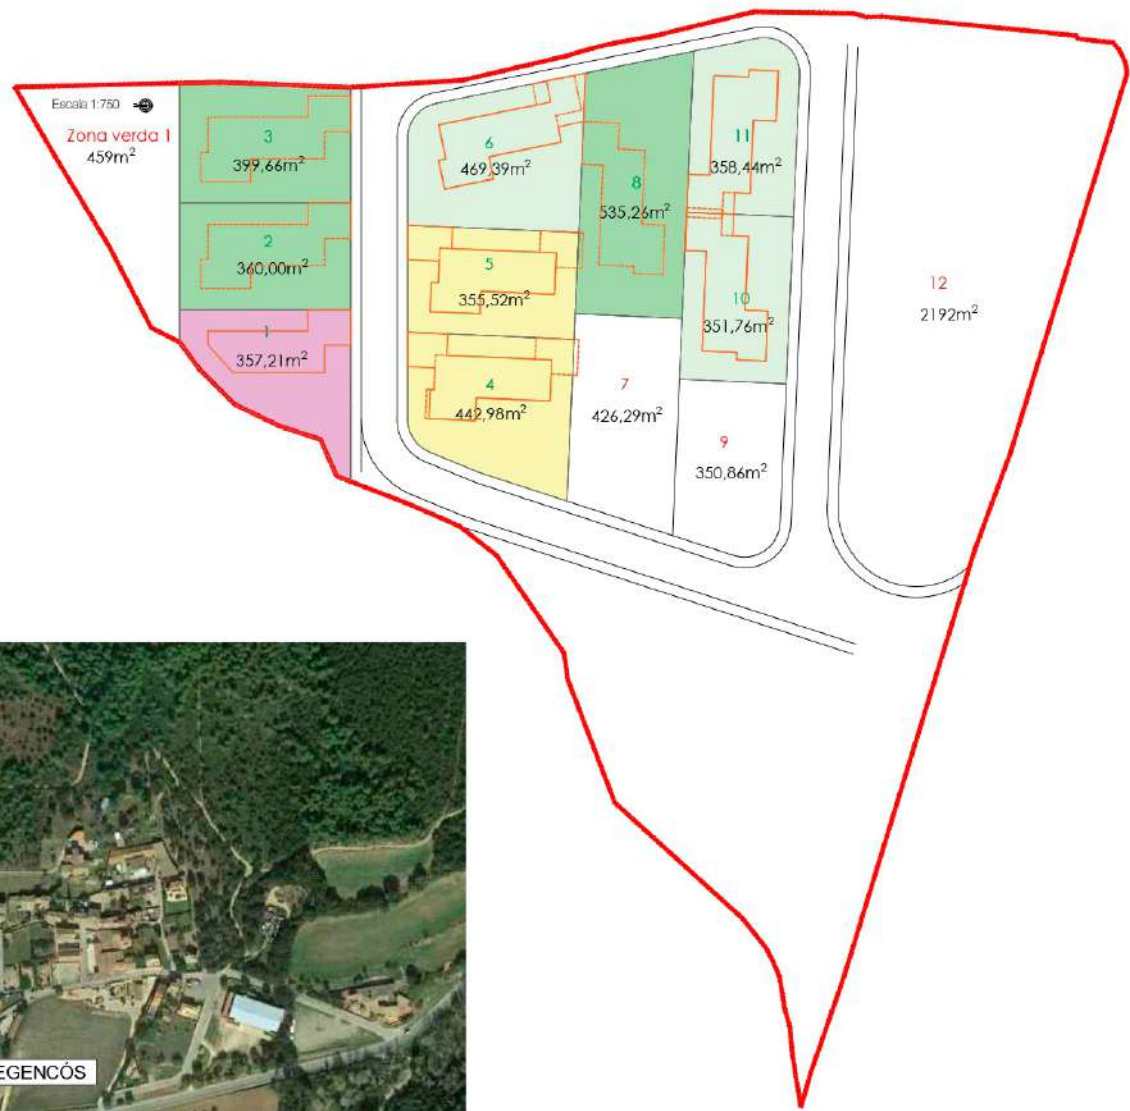 Escala 1:750
Zona verda 1
459m²
3
399,66m²
2
360,00m²
1
357,21m²
6
469,39m²
5
355,52m²
4
442,98m²
8
535,26m²
7
426,29m²
11
358,44m²
10
351,76m²
9
350,86m²
12
2192m²
EGENCÓS